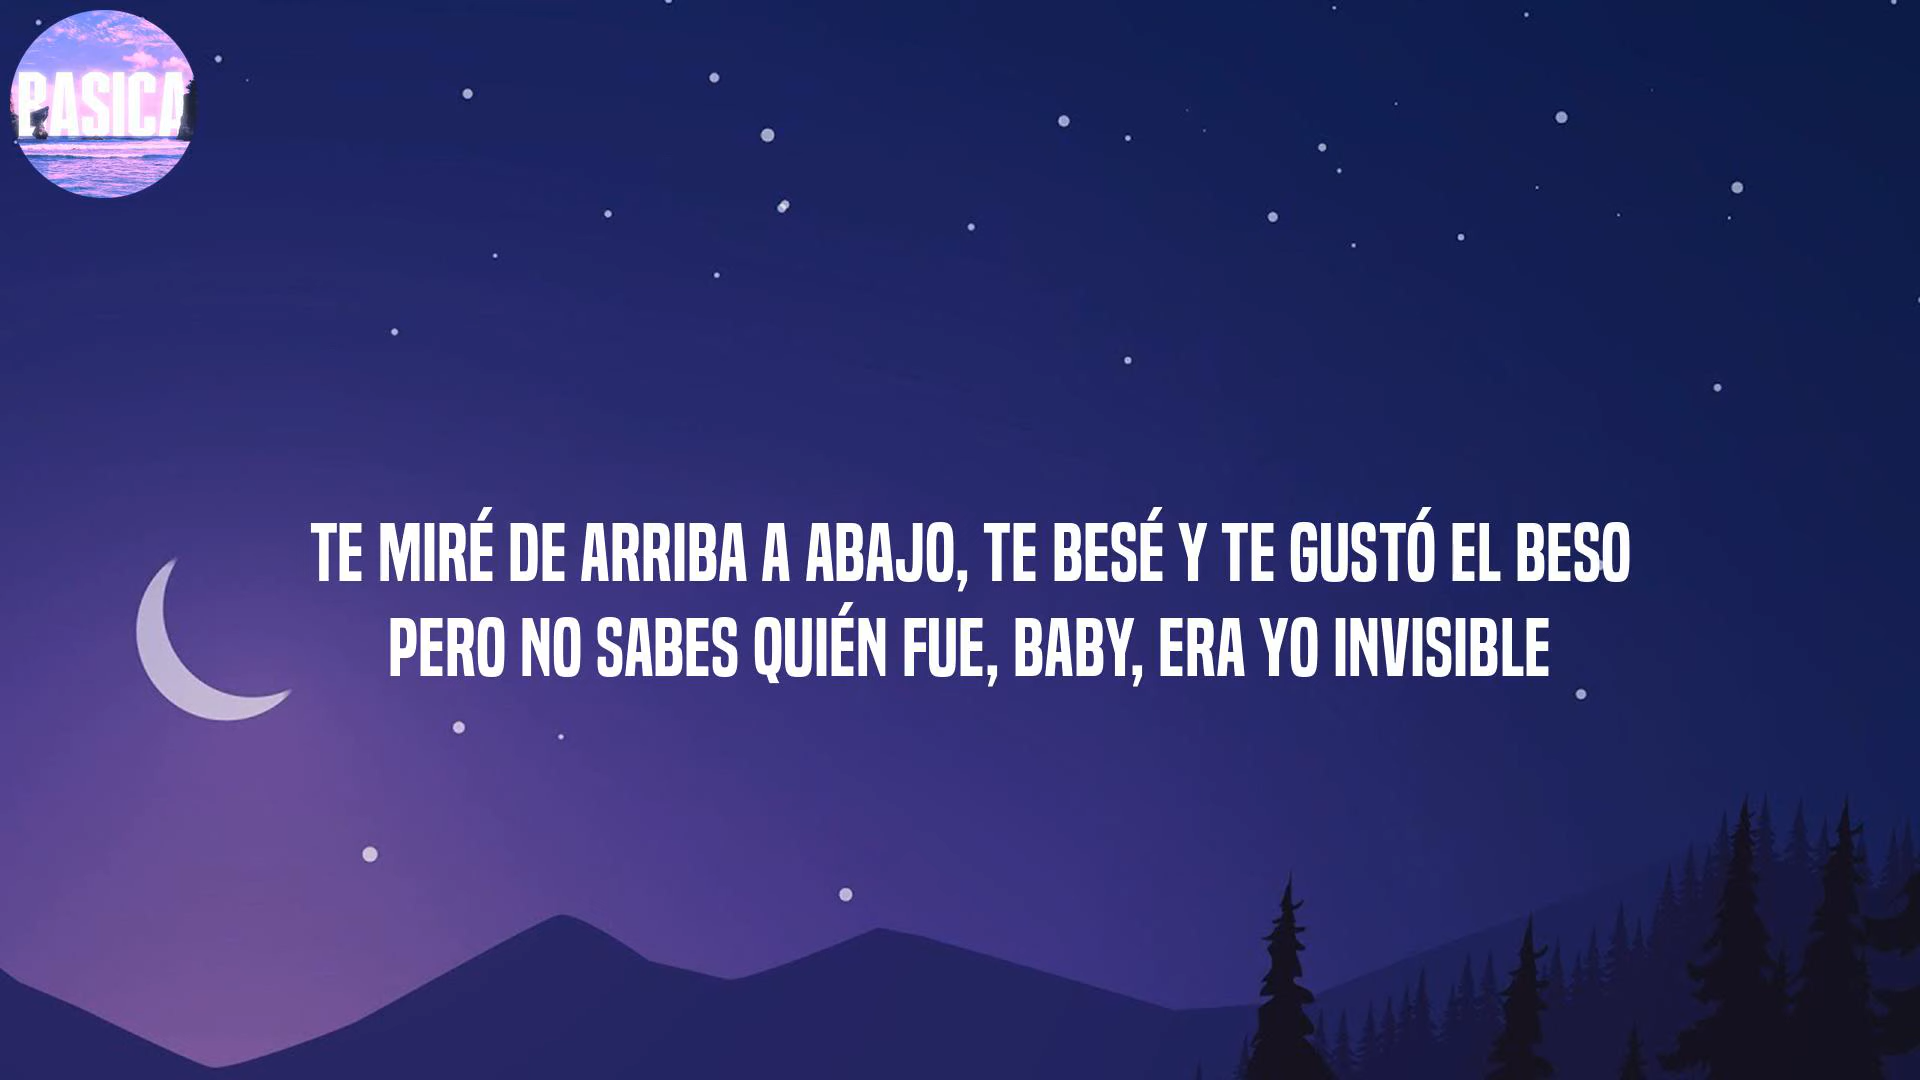 PASICA
TE MIRÉ DE ARRIBA A ABAJO, TE BESÉ Y TE GUSTÓ EL BESO
PERO NO SABES QUIÉN FUE, BABY, ERA YO INVISIBLE